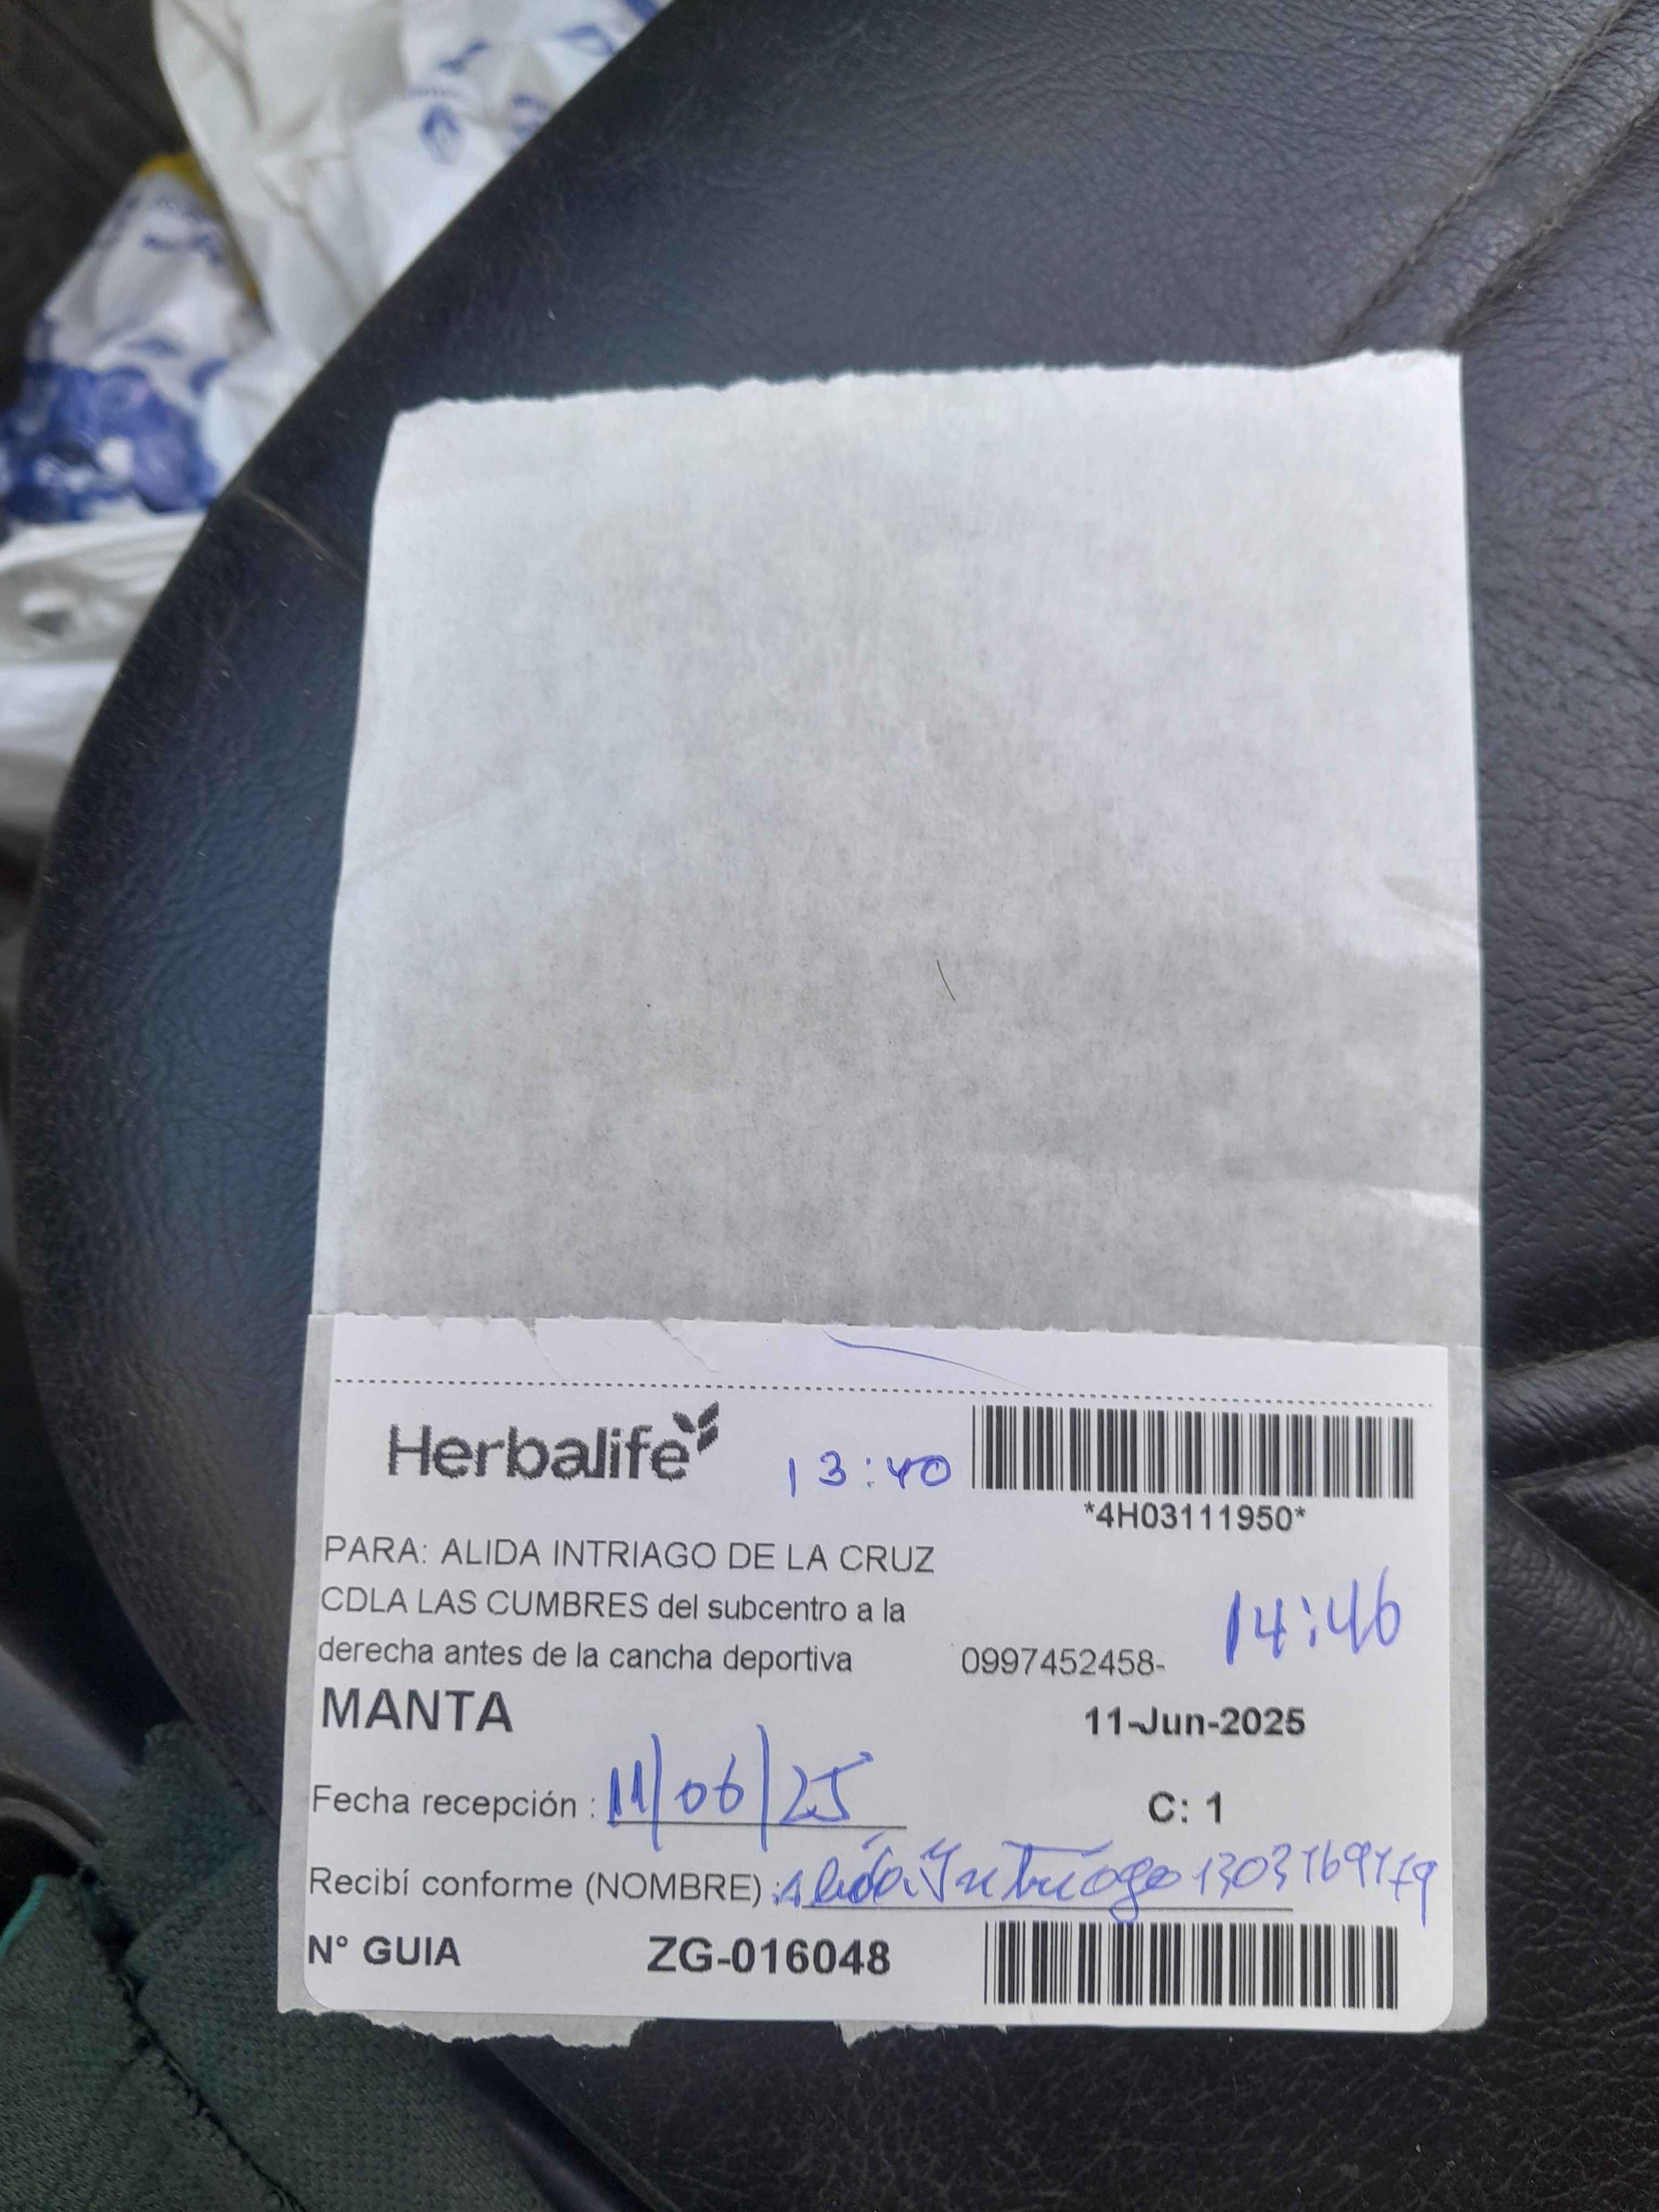 Herbalife
13:40
*4H03111950*
PARA: ALIDA INTRIAGO DE LA CRUZ
CDLA LAS CUMBRES del subcentro a la
derecha antes de la cancha deportiva 0997452458-
14:46
MANTA
11-Jun-2025
Fecha recepción : 11/06/25
C: 1
Recibí conforme (NOMBRE) : Alida Intriago
N° GUIA ZG-016048